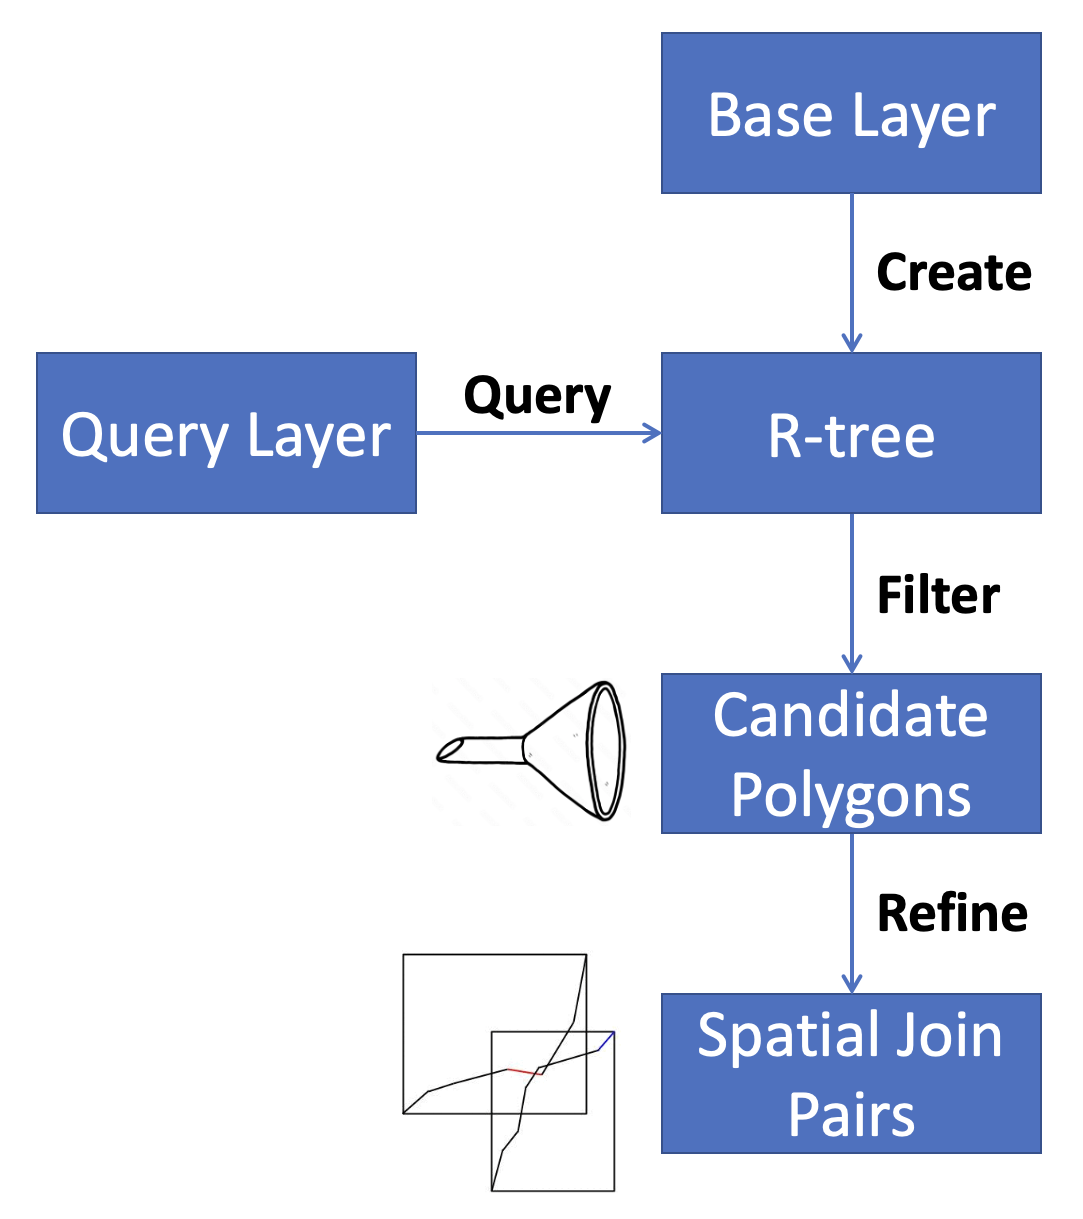 Base Layer
Create
Query Layer
Query
R-tree
Filter
Candidate
Polygons
Refine
Spatial Join
Pairs